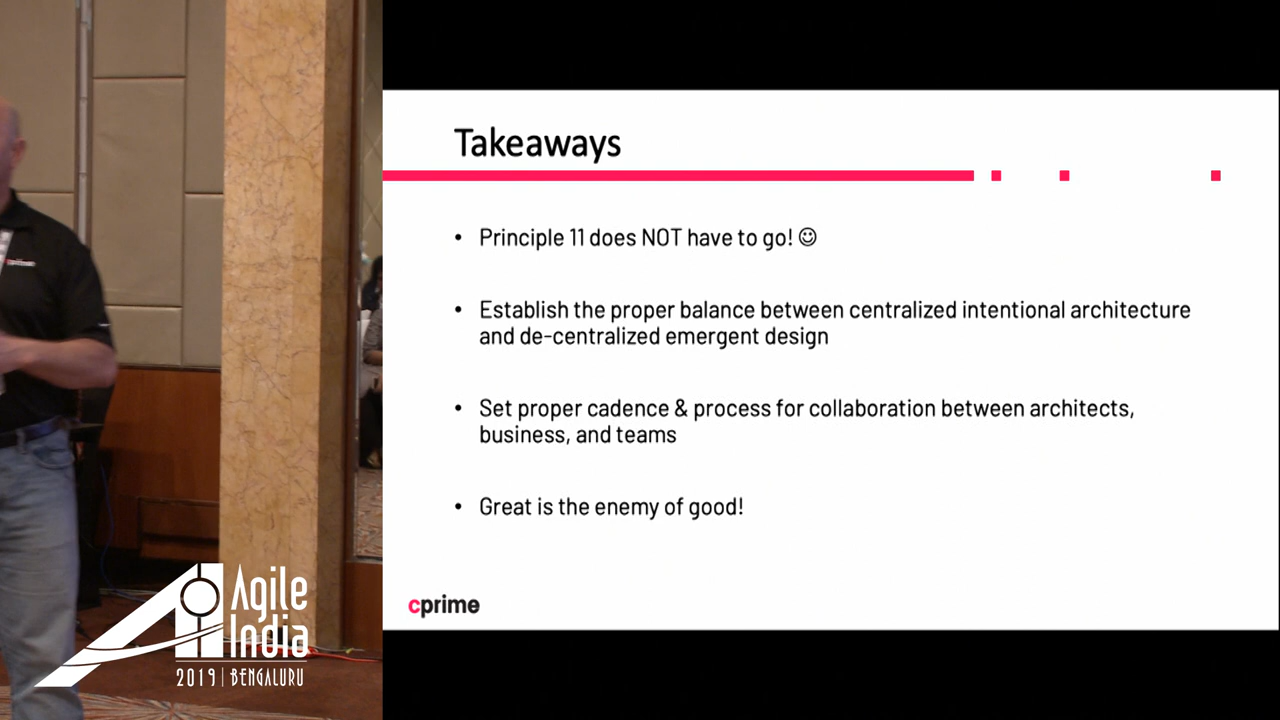 Takeaways
• Principle 11 does NOT have to go! ☺
• Establish the proper balance between centralized intentional architecture
and de-centralized emergent design
• Set proper cadence & process for collaboration between architects,
business, and teams
• Great is the enemy of good!
cprime
cprime
Agile
India
2019 | BENGALURU